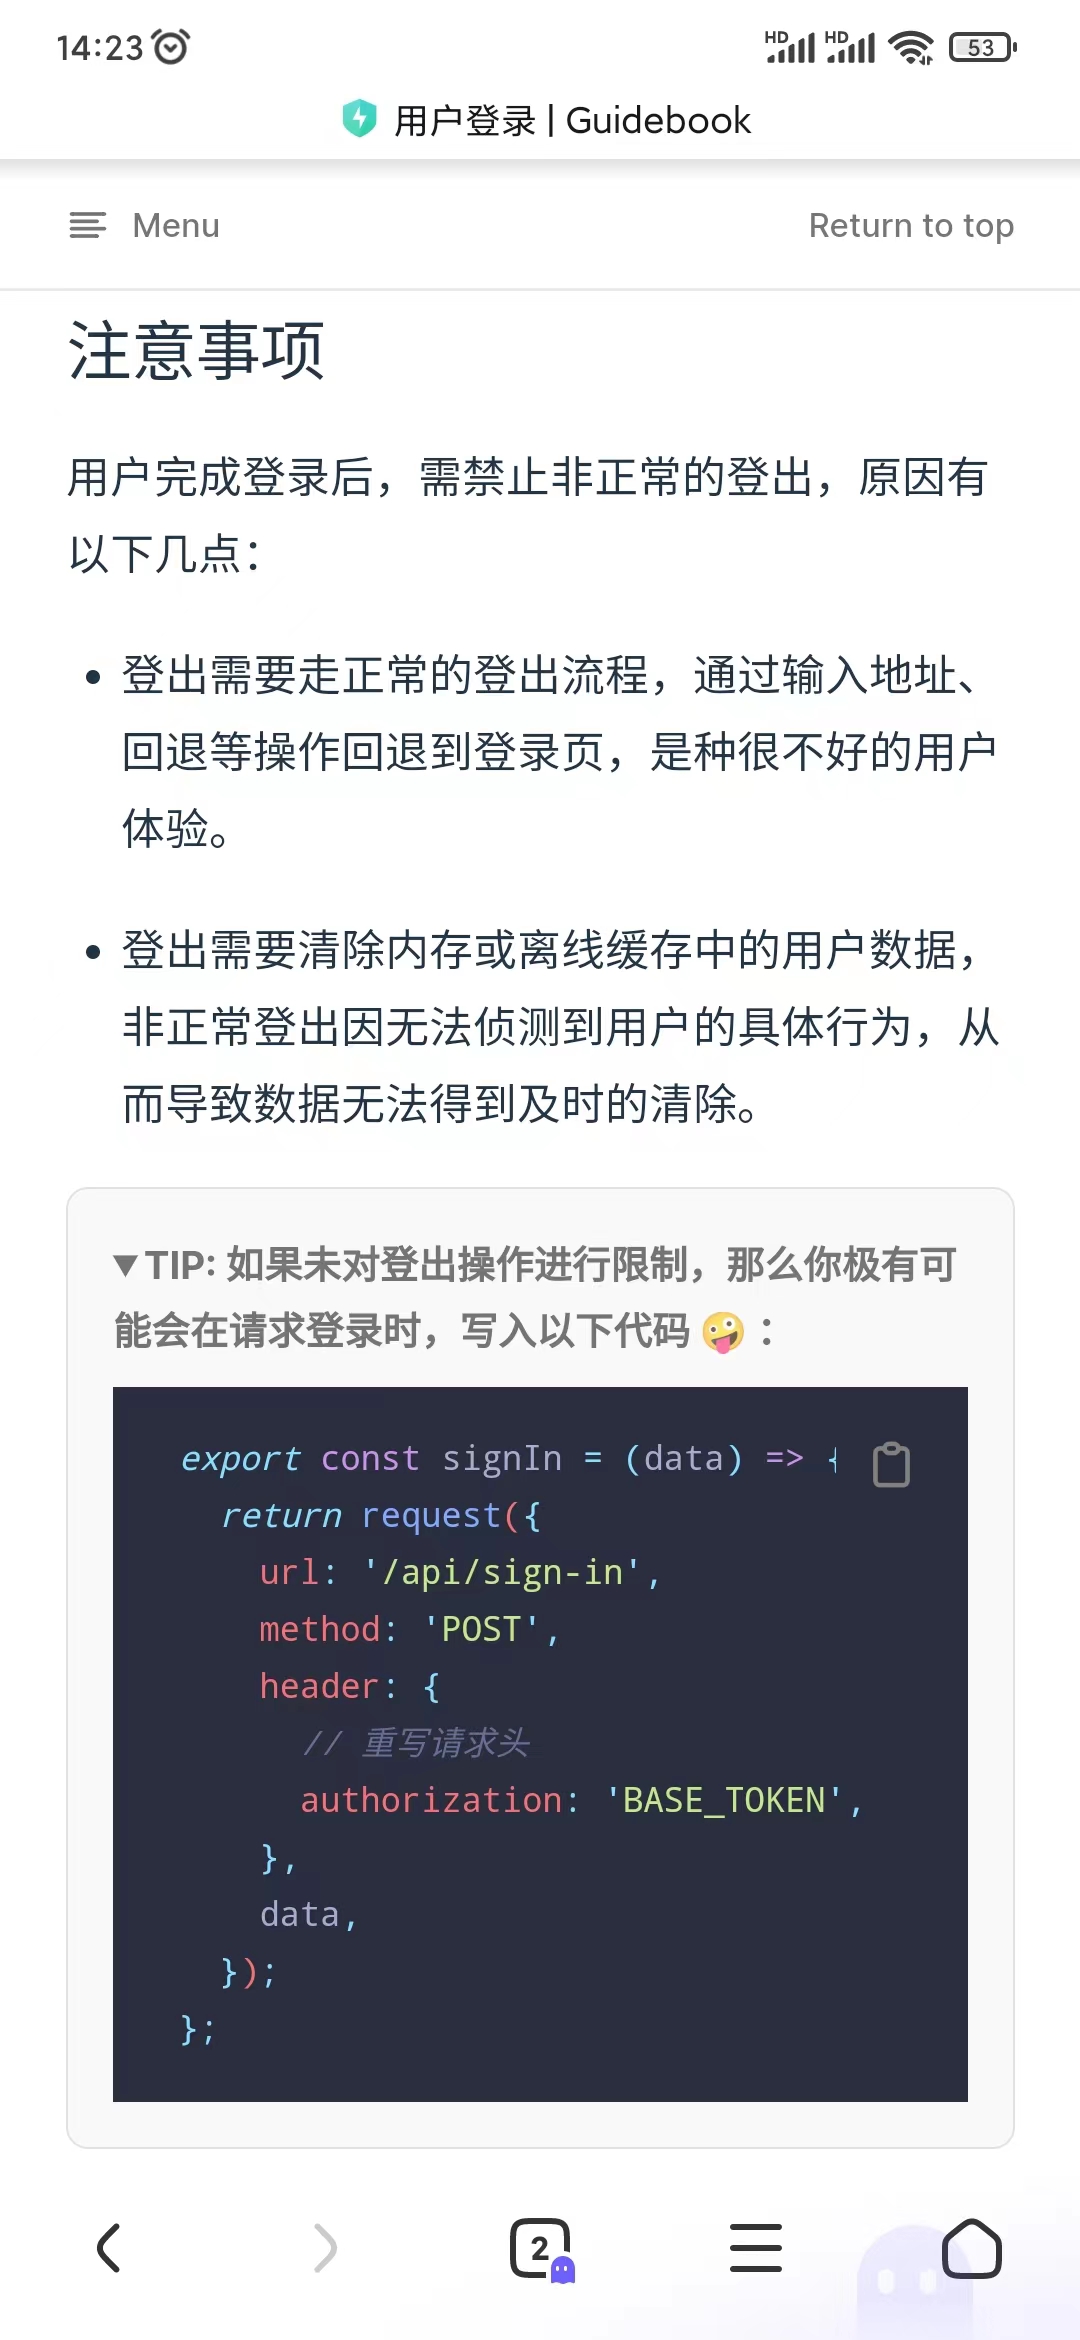 14:23
HD HD 53
用户登录 | Guidebook
Menu
Return to top
注意事项
用户完成登录后，需禁止非正常的登出，原因有
以下几点：
• 登出需要走正常的登出流程，通过输入地址、
回退等操作回退到登录页，是种很不好的用户
体验。
• 登出需要清除内存或离线缓存中的用户数据，
非正常登出因无法侦测到用户的具体行为，从
而导致数据无法得到及时的清除。
▼TIP: 如果未对登出操作进行限制，那么你极有可
能会在请求登录时，写入以下代码 🤪 ：
export const signIn = (data) => {
  return request({
    url: '/api/sign-in',
    method: 'POST',
    header: {
      // 重写请求头
      authorization: 'BASE_TOKEN',
    },
    data,
  });
};
2